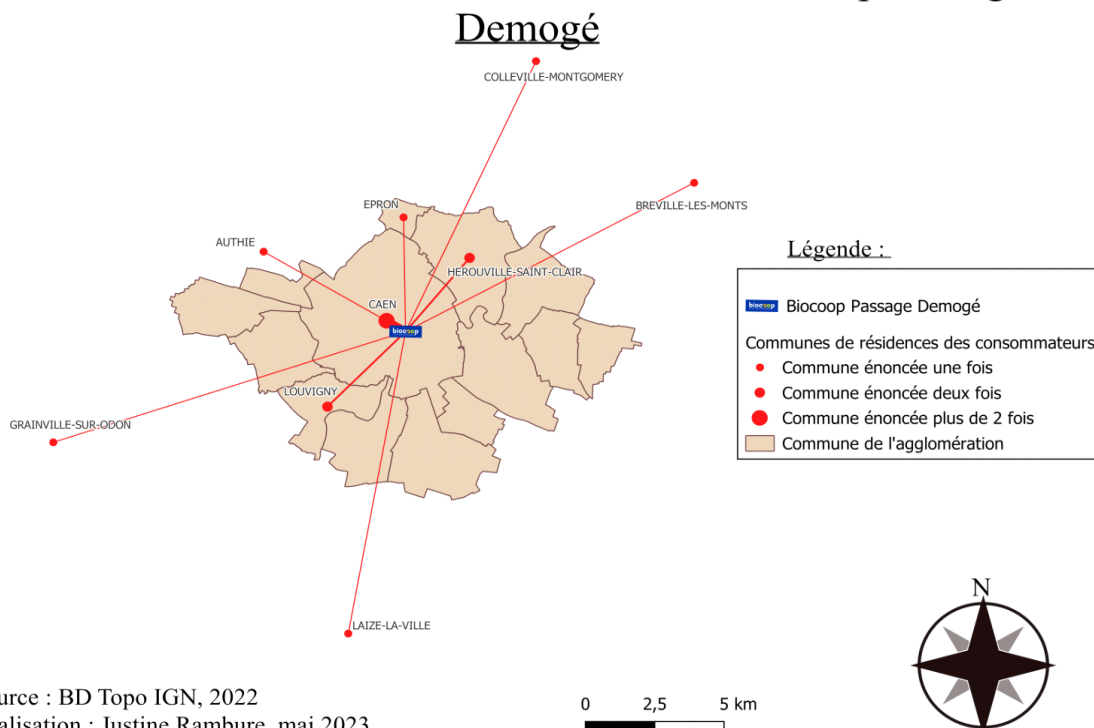 Demogé
COLLEVILLE-MONTGOMERY
BREVILLE-LES-MONTS
EPRON
AUTHIE
HEROUVILLE-SAINT-CLAIR
CAEN
biocoop
LOUVIGNY
GRAINVILLE-SUR-ODON
LAIZE-LA-VILLE
Légende :
biocoop Biocoop Passage Demogé
Communes de résidences des consommateurs
Commune énoncée une fois
Commune énoncée deux fois
Commune énoncée plus de 2 fois
Commune de l'agglomération
N
urce : BD Topo IGN, 2022
alisation : Justine Rambure, mai 2023
0 2,5 5 km